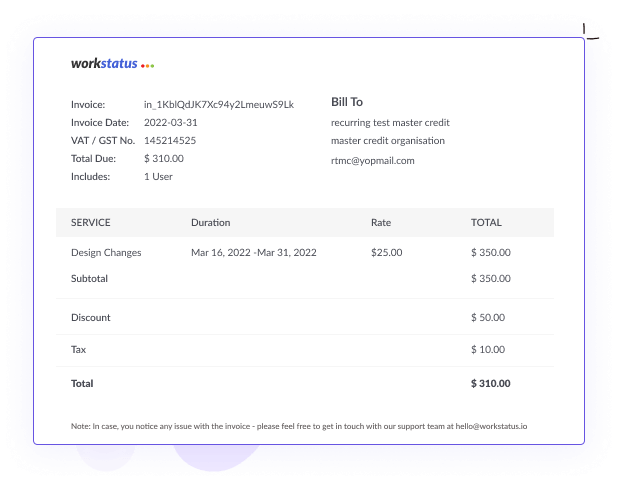 workstatus
Invoice: in_1KblQdJK7Xc94y2LmeuwS9Lk
Invoice Date: 2022-03-31
VAT / GST No. 145214525
Total Due: $ 310.00
Includes: 1 User
Bill To
recurring test master credit
master credit organisation
rtmc@yopmail.com
SERVICE Duration Rate TOTAL
Design Changes Mar 16, 2022 -Mar 31, 2022 $25.00 $ 350.00
Subtotal $ 350.00
Discount $ 50.00
Tax $ 10.00
Total $ 310.00
Note: In case, you notice any issue with the invoice - please feel free to get in touch with our support team at hello@workstatus.io